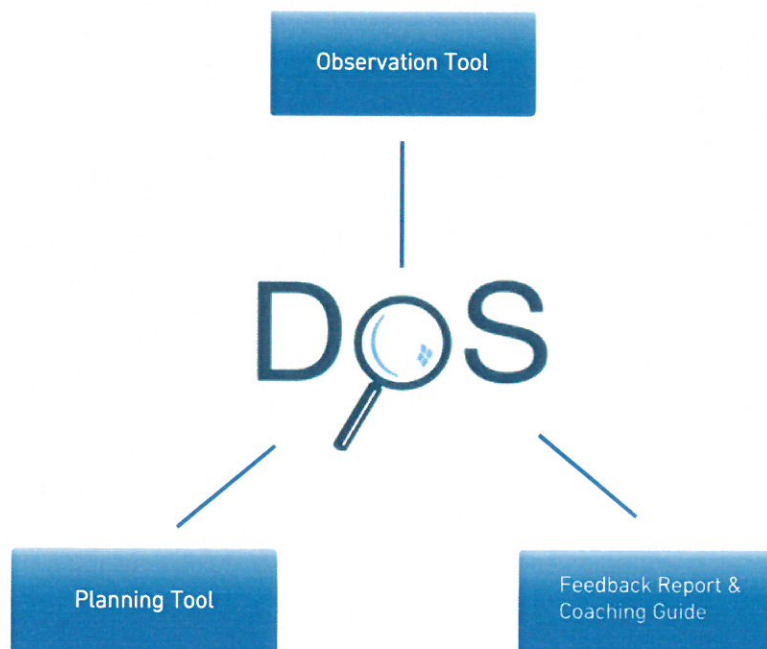 Observation Tool
DoS
Planning Tool
Feedback Report &
Coaching Guide